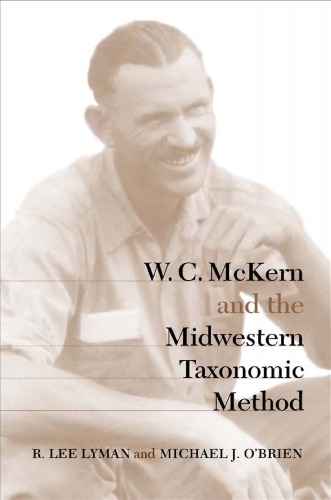 W. C. McKern
and the
Midwestern
Taxonomic
Method
R. LEE LYMAN and MICHAEL J. O'BRIEN